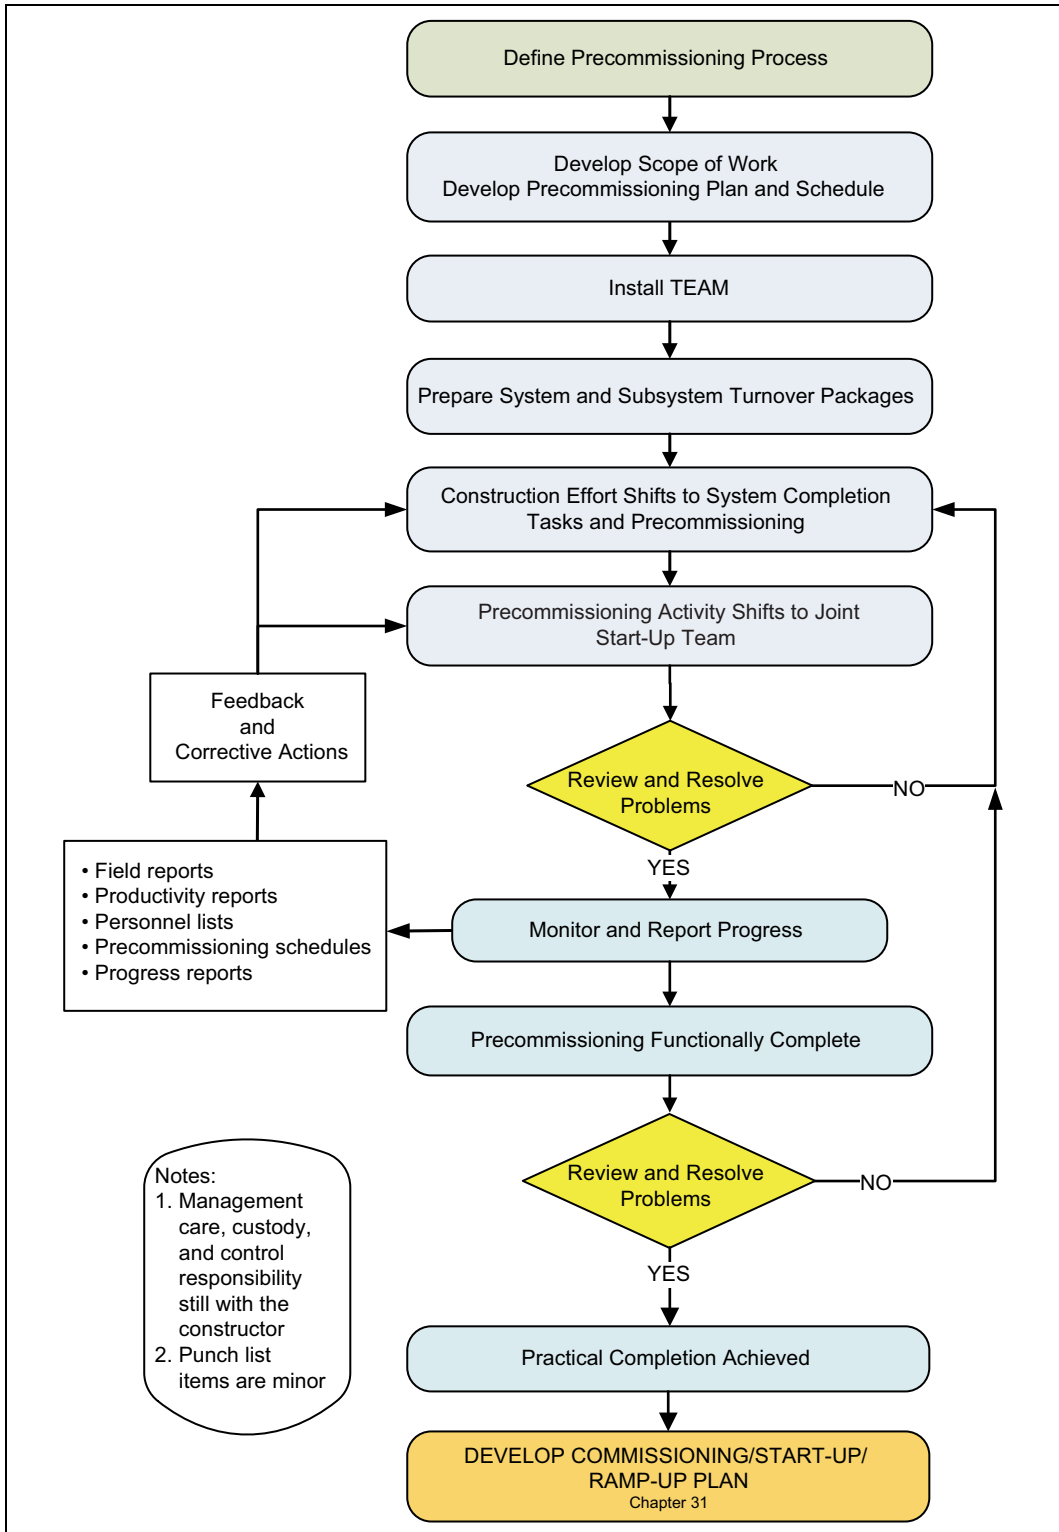 Define Precommissioning Process
Develop Scope of Work
Develop Precommissioning Plan and Schedule
Install TEAM
Prepare System and Subsystem Turnover Packages
Construction Effort Shifts to System Completion
Tasks and Precommissioning
Precommissioning Activity Shifts to Joint
Start-Up Team
Feedback
and
Corrective Actions
Review and Resolve
Problems
NO
YES
• Field reports
• Productivity reports
• Personnel lists
• Precommissioning schedules
• Progress reports
Monitor and Report Progress
Precommissioning Functionally Complete
Review and Resolve
Problems
NO
YES
Notes:
1. Management
care, custody,
and control
responsibility
still with the
constructor
2. Punch list
items are minor
Practical Completion Achieved
DEVELOP COMMISSIONING/START-UP/
RAMP-UP PLAN
Chapter 31